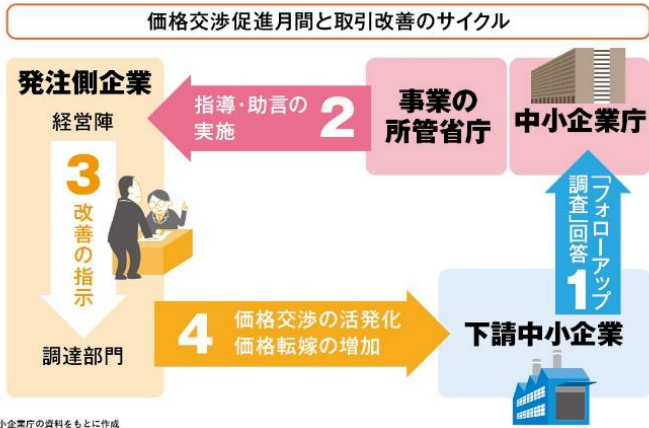 価格交渉促進月間と取引改善のサイクル
発注側企業
経営陣
3
改善の指示
調達部門
指導・助言の
実施
2
事業の
所管省庁
中小企業庁
「フォローアップ
調査」回答
1
下請中小企業
4
価格交渉の活発化
価格転嫁の増加
小企業庁の資料をもとに作成